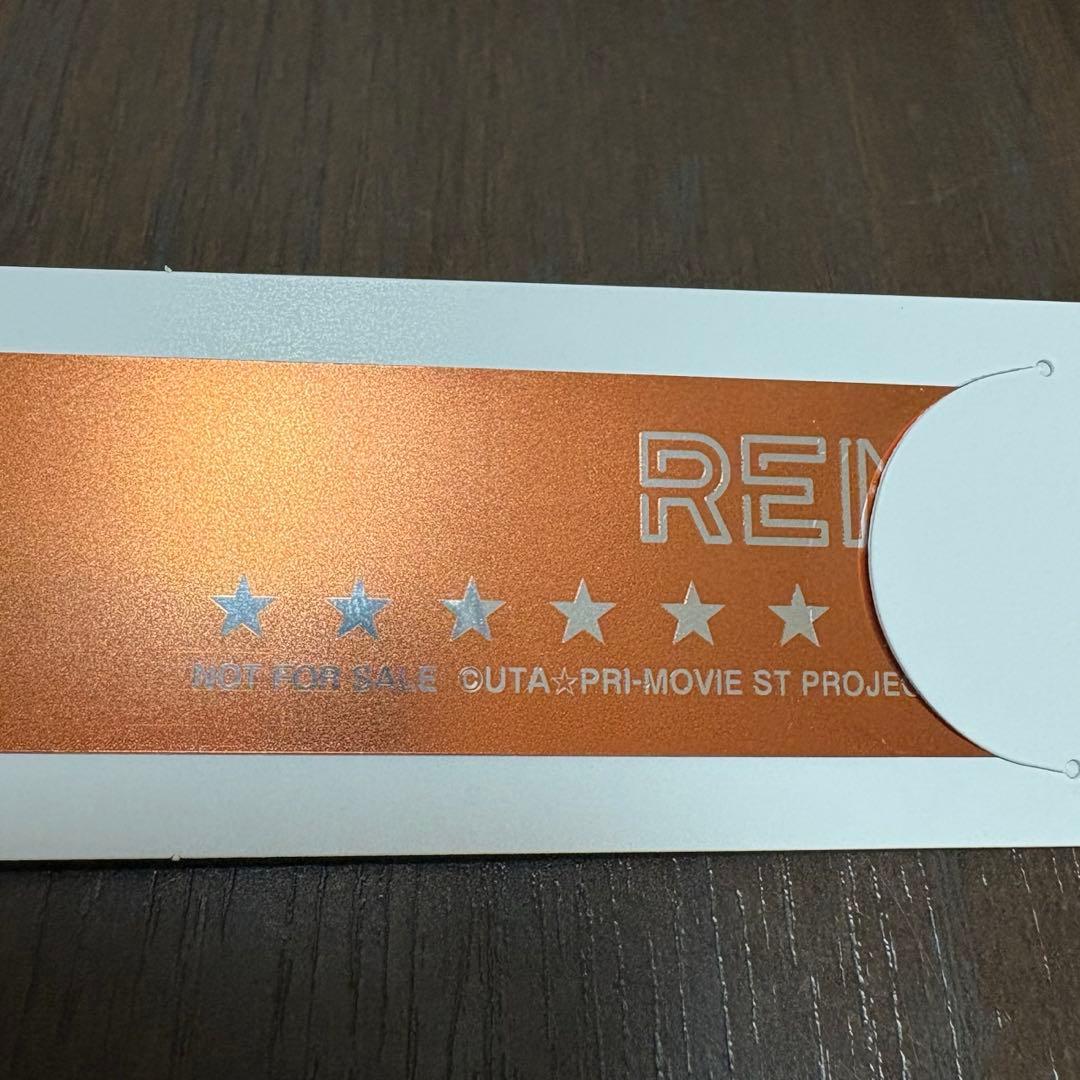 REN
★ ★ ★ ★ ★ ★
NOT FOR SALE ©UTA☆PRI-MOVIE ST PROJEC